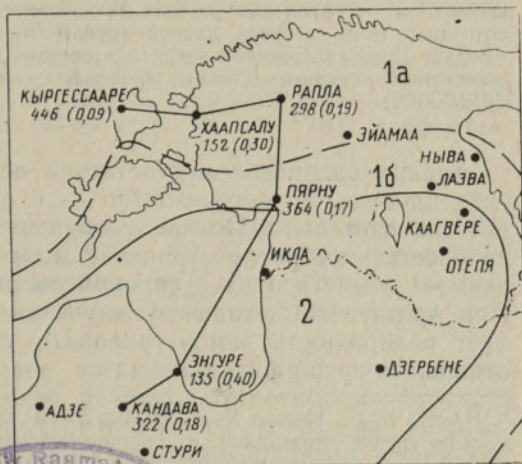 1а
КЫРГЕССААРЕ
446 (0,09)
РАПЛА
298 (0,19)
ХААПСАЛУ
152 (0,30)
ЭЙАМАА
НЫВА
1б
ЛАЗВА
ПЯРНУ
364 (0,17)
КААГВЕРЕ
ОТЕПЯ
ИКЛА
2
ЭНГУРЕ
135 (0,40)
ДЗЕРБЕНЕ
АДЗЕ
КАНДАВА
322 (0,18)
СТУРИ